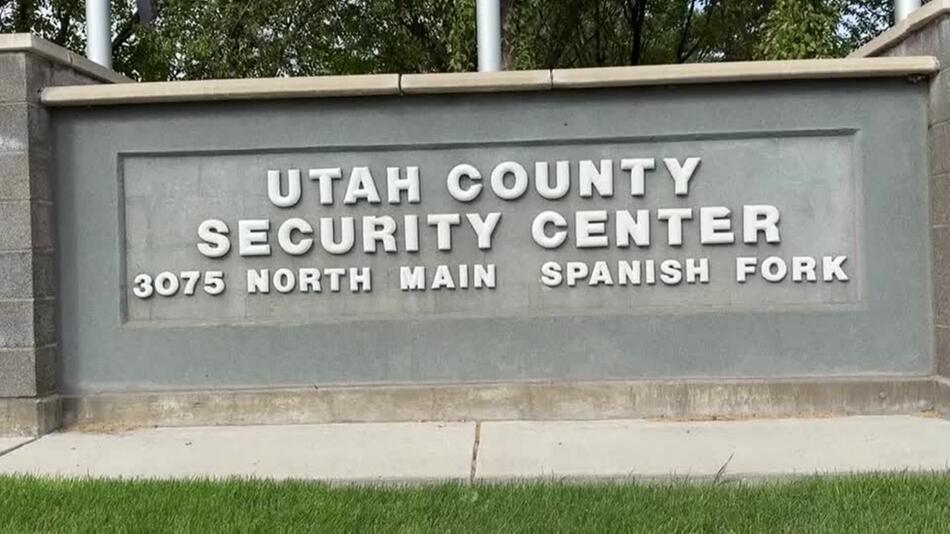 UTAH COUNTY
SECURITY CENTER
3075 NORTH MAIN SPANISH FORK